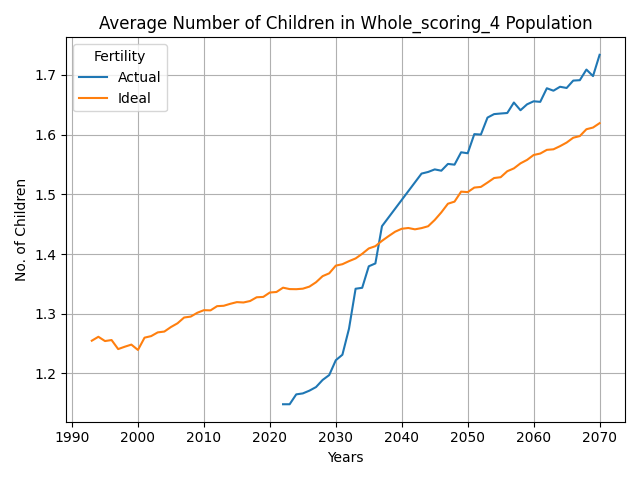 Average Number of Children in Whole_scoring_4 Population
Fertility
Actual
Ideal
No. of Children
1.7
1.6
1.5
1.4
1.3
1.2
1990 2000 2010 2020 2030 2040 2050 2060 2070
Years